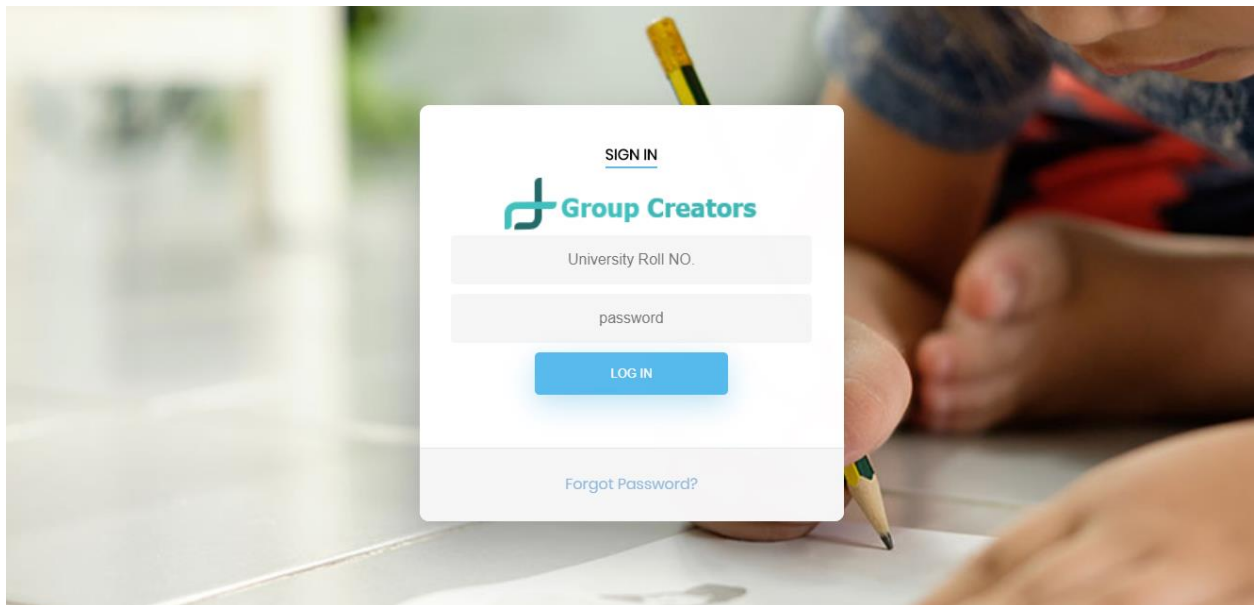 SIGN IN
Group Creators
University Roll NO.
password
LOG IN
Forgot Password?